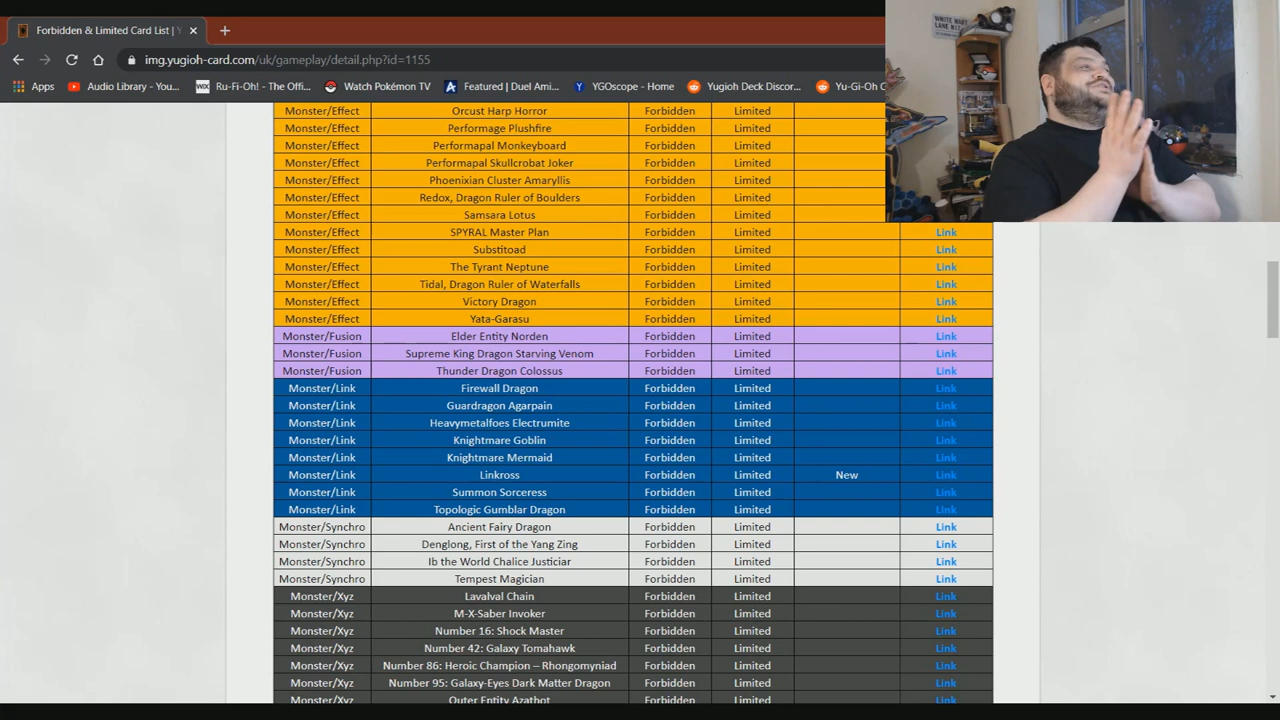 Forbidden & Limited Card List | Y
img.yugioh-card.com/uk/gameplay/detail.php?id=1155
Apps Audio Library - You... Ru-Fi-Oh! - The Offi... Watch Pokémon TV Featured | Duel Ami... YGOscope - Home Yugioh Deck Discor... Yu-Gi-Oh C
WHITE HART LANE N17
Monster/Effect Orcust Harp Horror Forbidden Limited
Monster/Effect Performage Plushfire Forbidden Limited
Monster/Effect Performapal Monkeyboard Forbidden Limited
Monster/Effect Performapal Skullcrobat Joker Forbidden Limited
Monster/Effect Phoenixian Cluster Amaryllis Forbidden Limited
Monster/Effect Redox, Dragon Ruler of Boulders Forbidden Limited
Monster/Effect Samsara Lotus Forbidden Limited
Monster/Effect SPYRAL Master Plan Forbidden Limited Link
Monster/Effect Substitoad Forbidden Limited Link
Monster/Effect The Tyrant Neptune Forbidden Limited Link
Monster/Effect Tidal, Dragon Ruler of Waterfalls Forbidden Limited Link
Monster/Effect Victory Dragon Forbidden Limited Link
Monster/Effect Yata-Garasu Forbidden Limited Link
Monster/Fusion Elder Entity Norden Forbidden Limited Link
Monster/Fusion Supreme King Dragon Starving Venom Forbidden Limited Link
Monster/Fusion Thunder Dragon Colossus Forbidden Limited Link
Monster/Link Firewall Dragon Forbidden Limited Link
Monster/Link Guardragon Agarpain Forbidden Limited Link
Monster/Link Heavymetalfoes Electrumite Forbidden Limited Link
Monster/Link Knightmare Goblin Forbidden Limited Link
Monster/Link Knightmare Mermaid Forbidden Limited Link
Monster/Link Linkross Forbidden Limited New Link
Monster/Link Summon Sorceress Forbidden Limited Link
Monster/Link Topologic Gumblar Dragon Forbidden Limited Link
Monster/Synchro Ancient Fairy Dragon Forbidden Limited Link
Monster/Synchro Denglong, First of the Yang Zing Forbidden Limited Link
Monster/Synchro Ib the World Chalice Justiciar Forbidden Limited Link
Monster/Synchro Tempest Magician Forbidden Limited Link
Monster/Xyz Lavalval Chain Forbidden Limited Link
Monster/Xyz M-X-Saber Invoker Forbidden Limited Link
Monster/Xyz Number 16: Shock Master Forbidden Limited Link
Monster/Xyz Number 42: Galaxy Tomahawk Forbidden Limited Link
Monster/Xyz Number 86: Heroic Champion – Rhongomyniad Forbidden Limited Link
Monster/Xyz Number 95: Galaxy-Eyes Dark Matter Dragon Forbidden Limited Link
Monster/Xyz Outer Entity Azathot Forbidden Limited Link